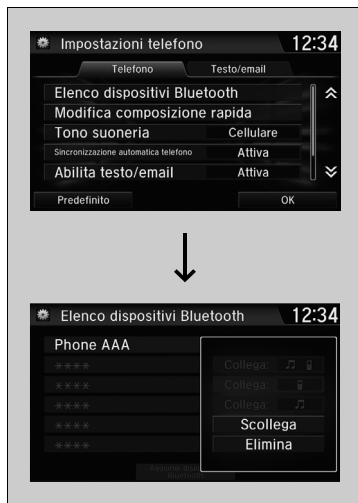 Impostazioni telefono 12:34
Telefono Testo/email
Elenco dispositivi Bluetooth
Modifica composizione rapida
Tono suoneria Cellulare
Sincronizzazione automatica telefono Attiva
Abilita testo/email Attiva
Predefinito OK
Elenco dispositivi Bluetooth 12:34
Phone AAA
**** Collega:
**** Collega:
**** Collega:
**** Scollega
**** Elimina
Bluetooth